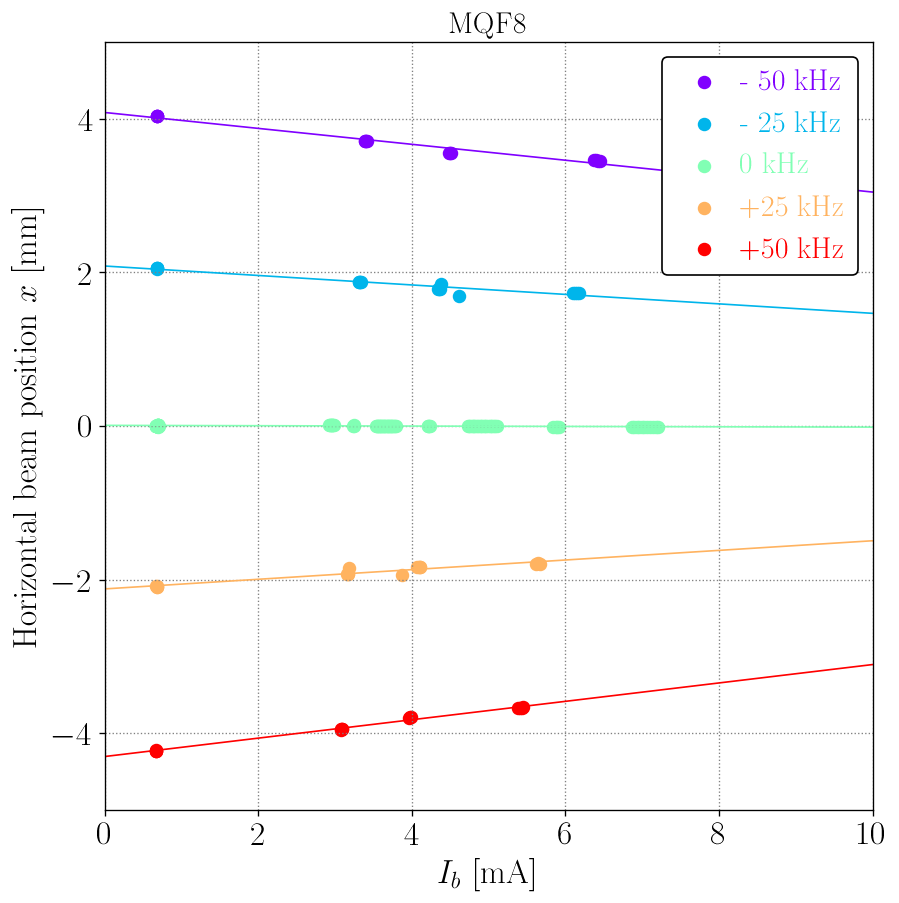 MQF8
- 50 kHz
- 25 kHz
0 kHz
+25 kHz
+50 kHz
Horizontal beam position x [mm]
4
2
0
−2
−4
0 2 4 6 8 10
I_b [mA]